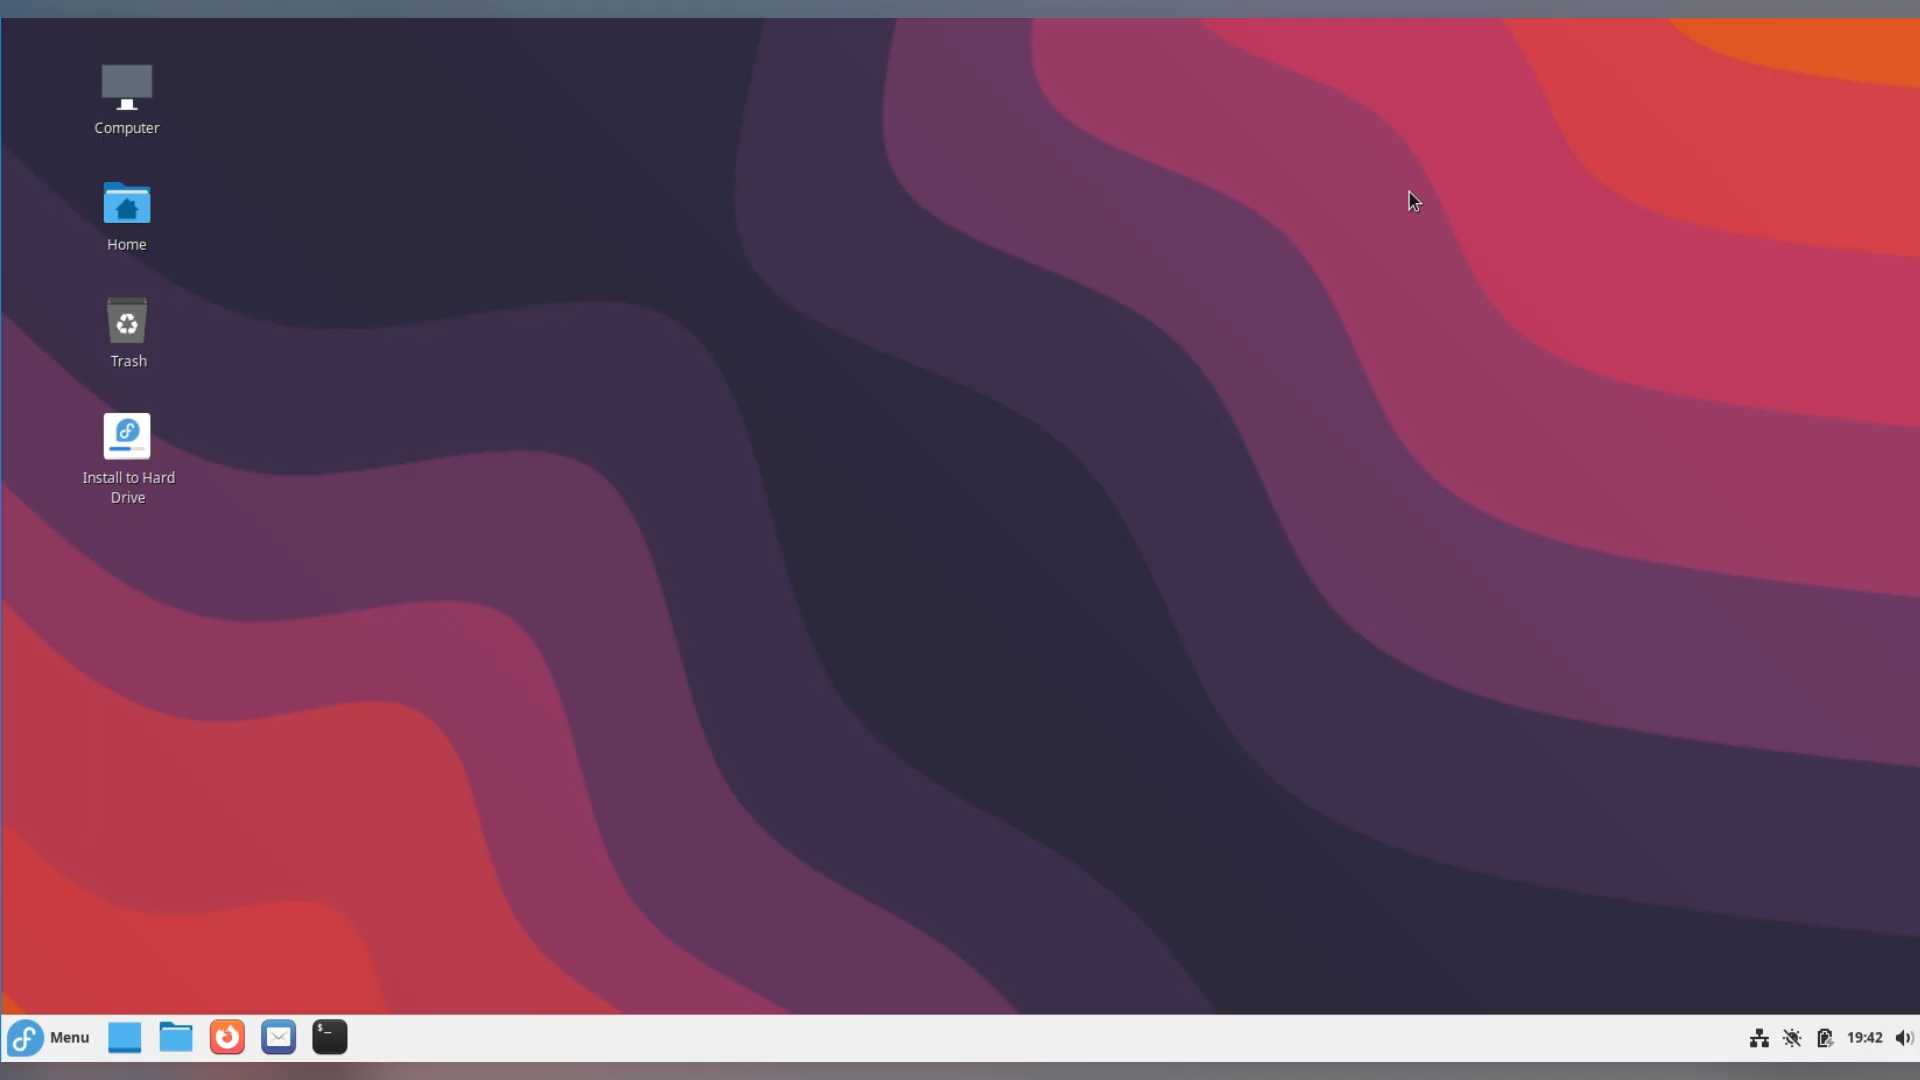 Computer
Home
Trash
Install to Hard
Drive
Menu
$_
19:42